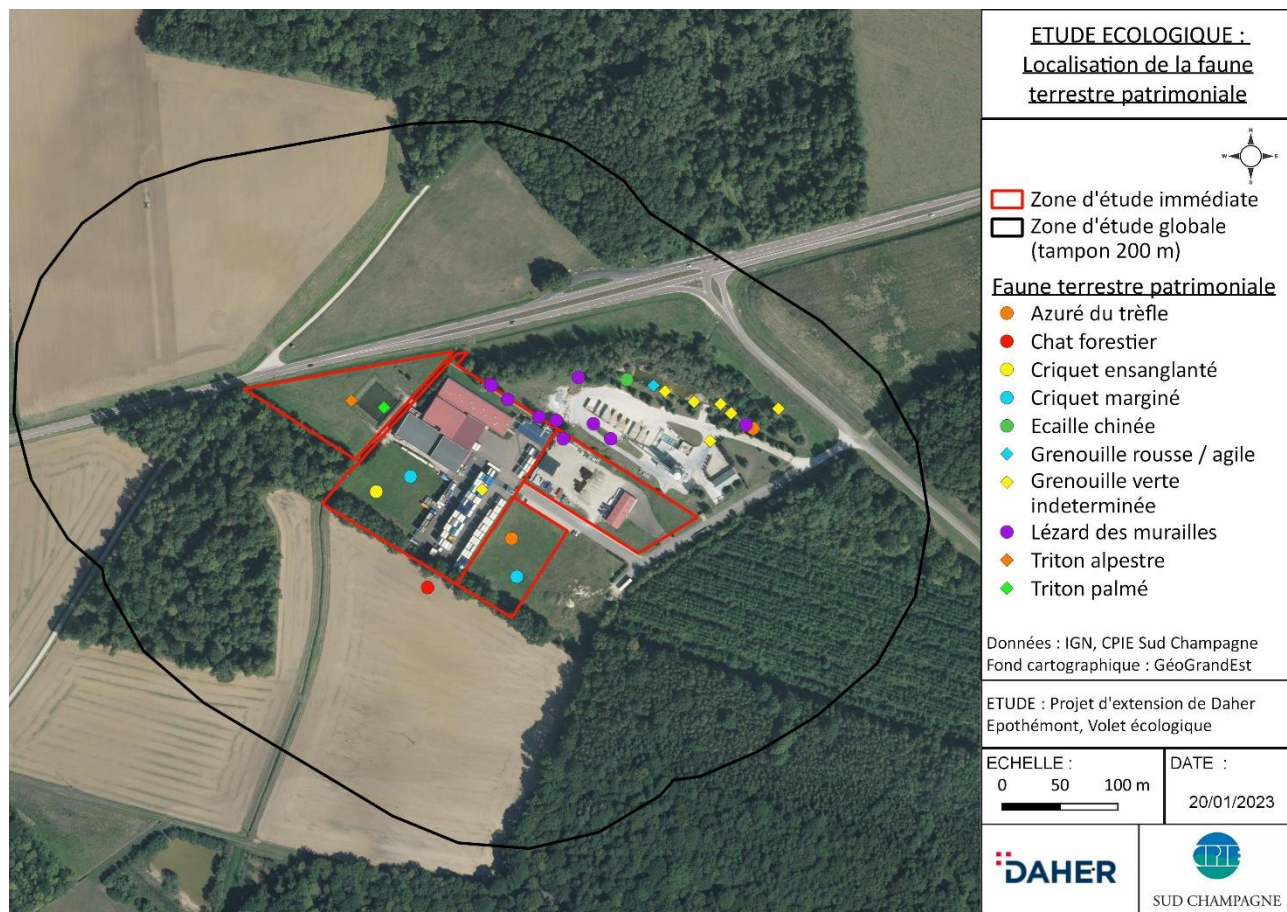 ETUDE ECOLOGIQUE :
Localisation de la faune
terrestre patrimoniale
N
W
E
S
Zone d'étude immédiate
Zone d'étude globale
(tampon 200 m)
Faune terrestre patrimoniale
Azuré du trèfle
Chat forestier
Criquet ensanglanté
Criquet marginé
Ecaille chinée
Grenouille rousse / agile
Grenouille verte
indeterminée
Lézard des murailles
Triton alpestre
Triton palmé
Données : IGN, CPIE Sud Champagne
Fond cartographique : GéoGrandEst
ETUDE : Projet d'extension de Daher
Epothémont, Volet écologique
ECHELLE :
0 50 100 m
DATE :
20/01/2023
DAHER
CPIE
SUD CHAMPAGNE